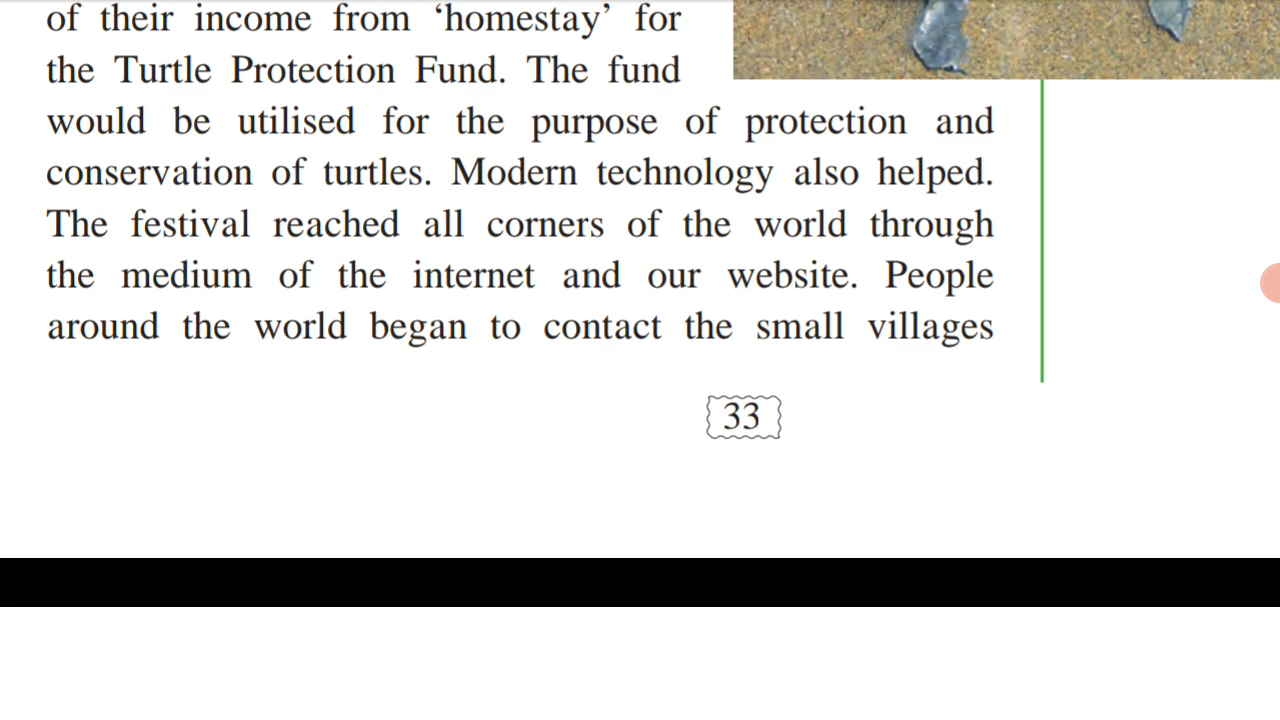 of their income from ‘homestay’ for
the Turtle Protection Fund. The fund
would be utilised for the purpose of protection and
conservation of turtles. Modern technology also helped.
The festival reached all corners of the world through
the medium of the internet and our website. People
around the world began to contact the small villages
33